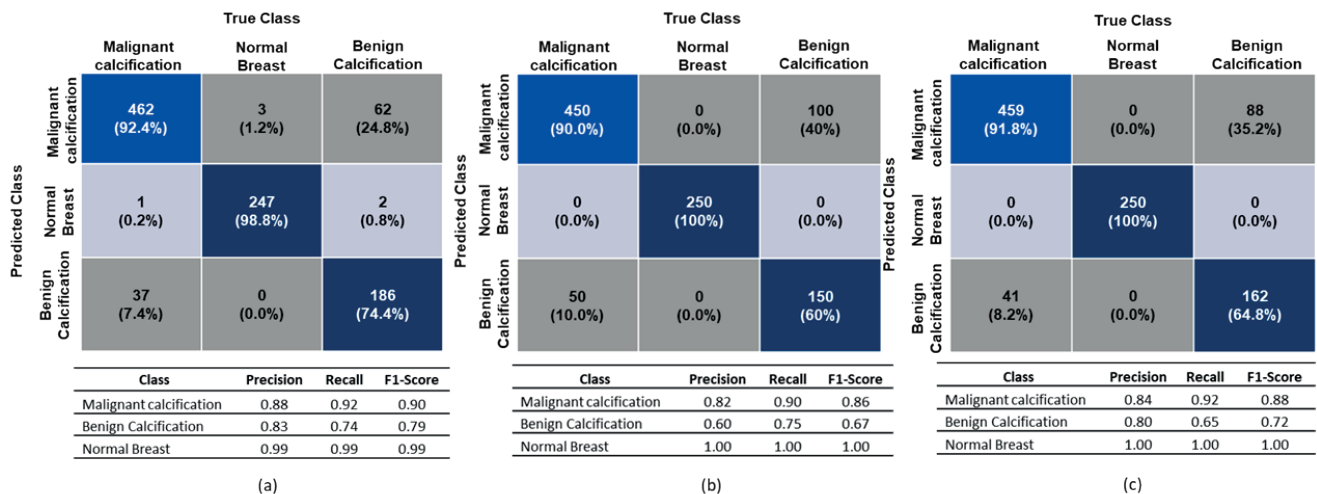 True Class
Malignant calcification
Normal Breast
Benign Calcification
Predicted Class
Malignant calcification
462 (92.4%)
3 (1.2%)
62 (24.8%)
Normal Breast
1 (0.2%)
247 (98.8%)
2 (0.8%)
Benign Calcification
37 (7.4%)
0 (0.0%)
186 (74.4%)
Class Precision Recall F1-Score
Malignant calcification 0.88 0.92 0.90
Benign Calcification 0.83 0.74 0.79
Normal Breast 0.99 0.99 0.99
(a)
True Class
Malignant calcification
Normal Breast
Benign Calcification
Predicted Class
Malignant calcification
450 (90.0%)
0 (0.0%)
100 (40%)
Normal Breast
0 (0.0%)
250 (100%)
0 (0.0%)
Benign Calcification
50 (10.0%)
0 (0.0%)
150 (60%)
Class Precision Recall F1-Score
Malignant calcification 0.82 0.90 0.86
Benign Calcification 0.60 0.75 0.67
Normal Breast 1.00 1.00 1.00
(b)
True Class
Malignant calcification
Normal Breast
Benign Calcification
Predicted Class
Malignant calcification
459 (91.8%)
0 (0.0%)
88 (35.2%)
Normal Breast
0 (0.0%)
250 (100%)
0 (0.0%)
Benign Calcification
41 (8.2%)
0 (0.0%)
162 (64.8%)
Class Precision Recall F1-Score
Malignant calcification 0.84 0.92 0.88
Benign Calcification 0.80 0.65 0.72
Normal Breast 1.00 1.00 1.00
(c)